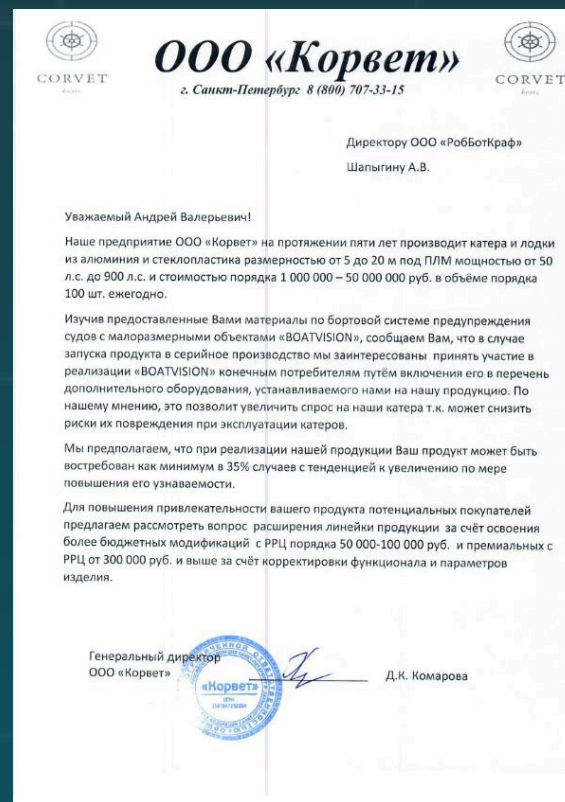 CORVET
boats
ООО «Корвет»
г. Санкт-Петербург 8 (800) 707-33-15
CORVET
boats
Директору ООО «РобБотКраф»
Шапыгину А.В.
Уважаемый Андрей Валерьевич!
Наше предприятие ООО «Корвет» на протяжении пяти лет производит катера и лодки
из алюминия и стеклопластика размерностью от 5 до 20 м под ПЛМ мощностью от 50
л.с. до 900 л.с. и стоимостью порядка 1 000 000 – 50 000 000 руб. в объёме порядка
100 шт. ежегодно.
Изучив предоставленные Вами материалы по бортовой системе предупреждения
судов с малоразмерными объектами «BOATVISION», сообщаем Вам, что в случае
запуска продукта в серийное производство мы заинтересованы принять участие в
реализации «BOATVISION» конечным потребителям путём включения его в перечень
дополнительного оборудования, устанавливаемого нами на нашу продукцию. По
нашему мнению, это позволит увеличить спрос на наши катера т.к. может снизить
риски их повреждения при эксплуатации катеров.
Мы предполагаем, что при реализации нашей продукции Ваш продукт может быть
востребован как минимум в 35% случаев с тенденцией к увеличению по мере
повышения его узнаваемости.
Для повышения привлекательности вашего продукта потенциальных покупателей
предлагаем рассмотреть вопрос расширения линейки продукции за счёт освоения
более бюджетных модификаций с РРЦ порядка 50 000-100 000 руб. и премиальных с
РРЦ от 300 000 руб. и выше за счёт корректировки функционала и параметров
изделия.
Генеральный директор
ООО «Корвет»
Д.К. Комарова
«Корвет»
ОГРН